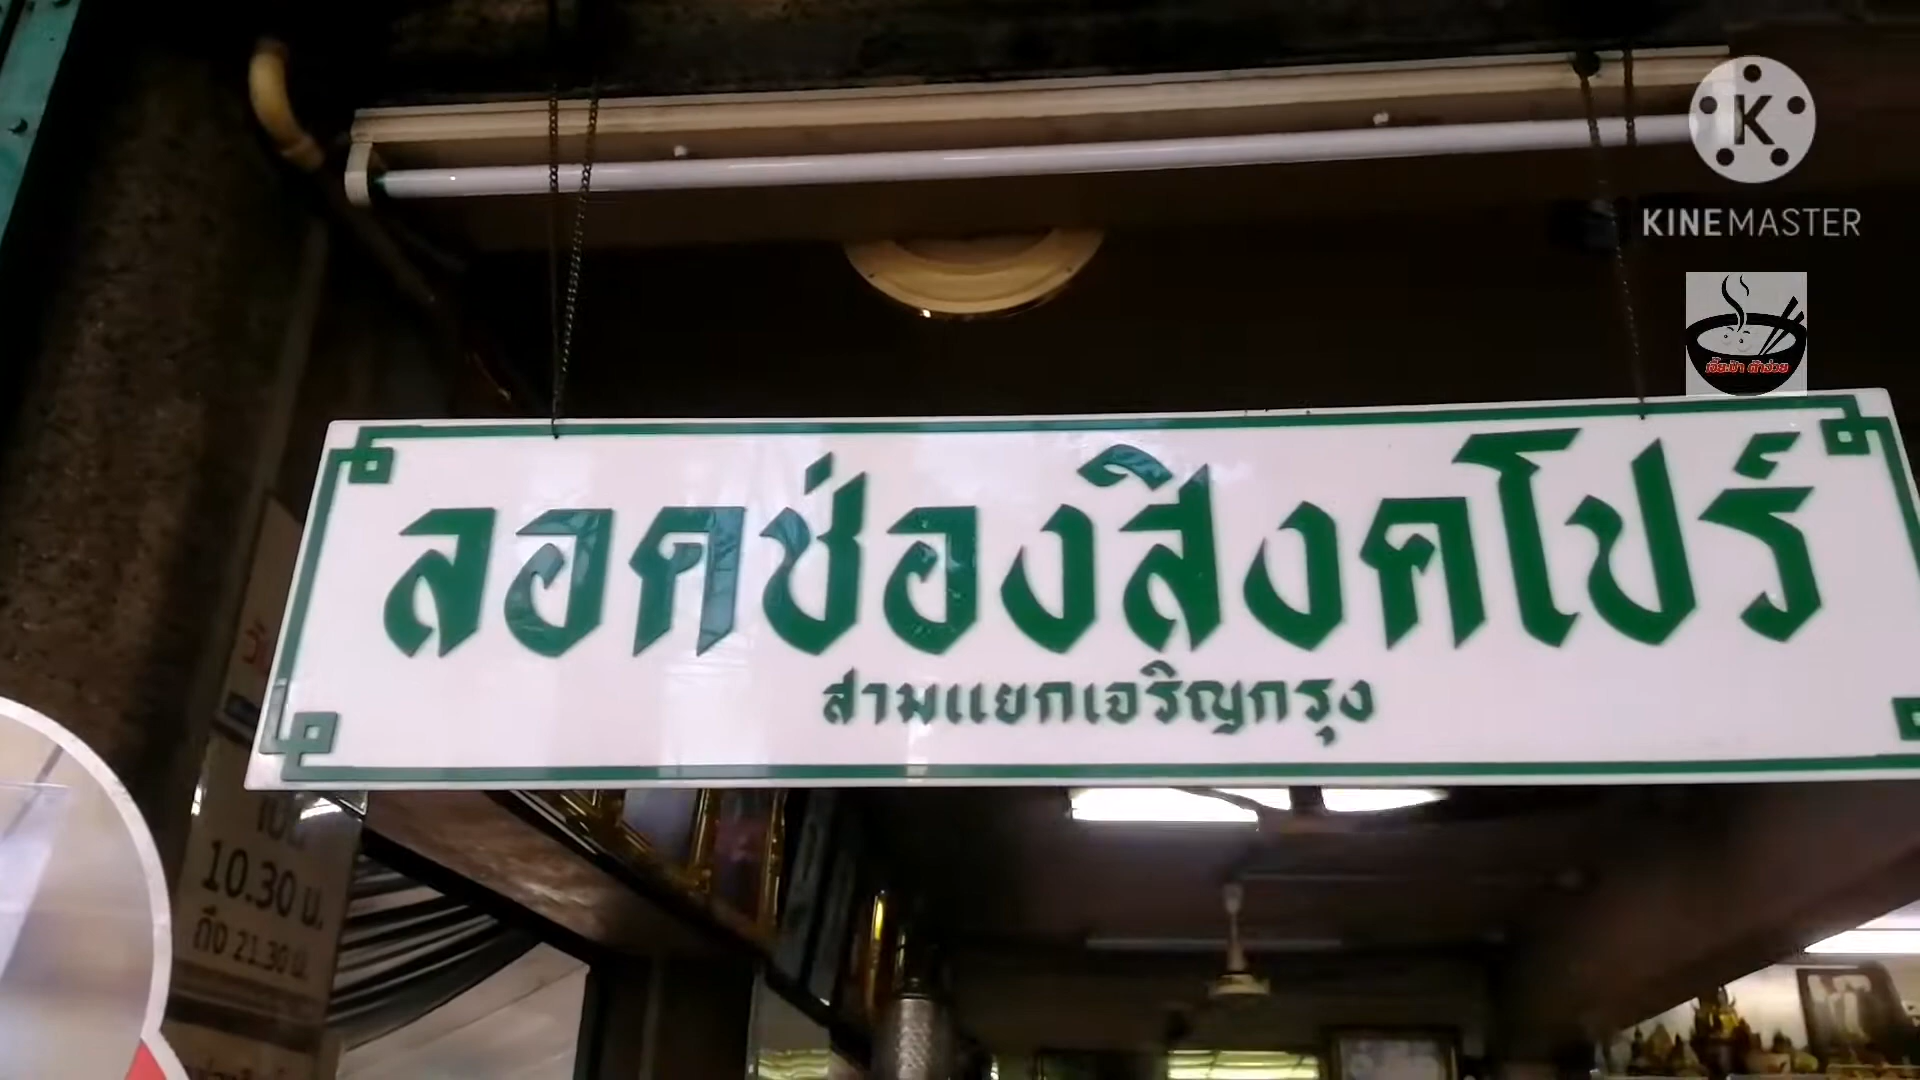 KINEMASTER
ลอดช่องสิงคโปร์
สามแยกเจริญกรุง
10.30 น.
ถึง 21.30 น.